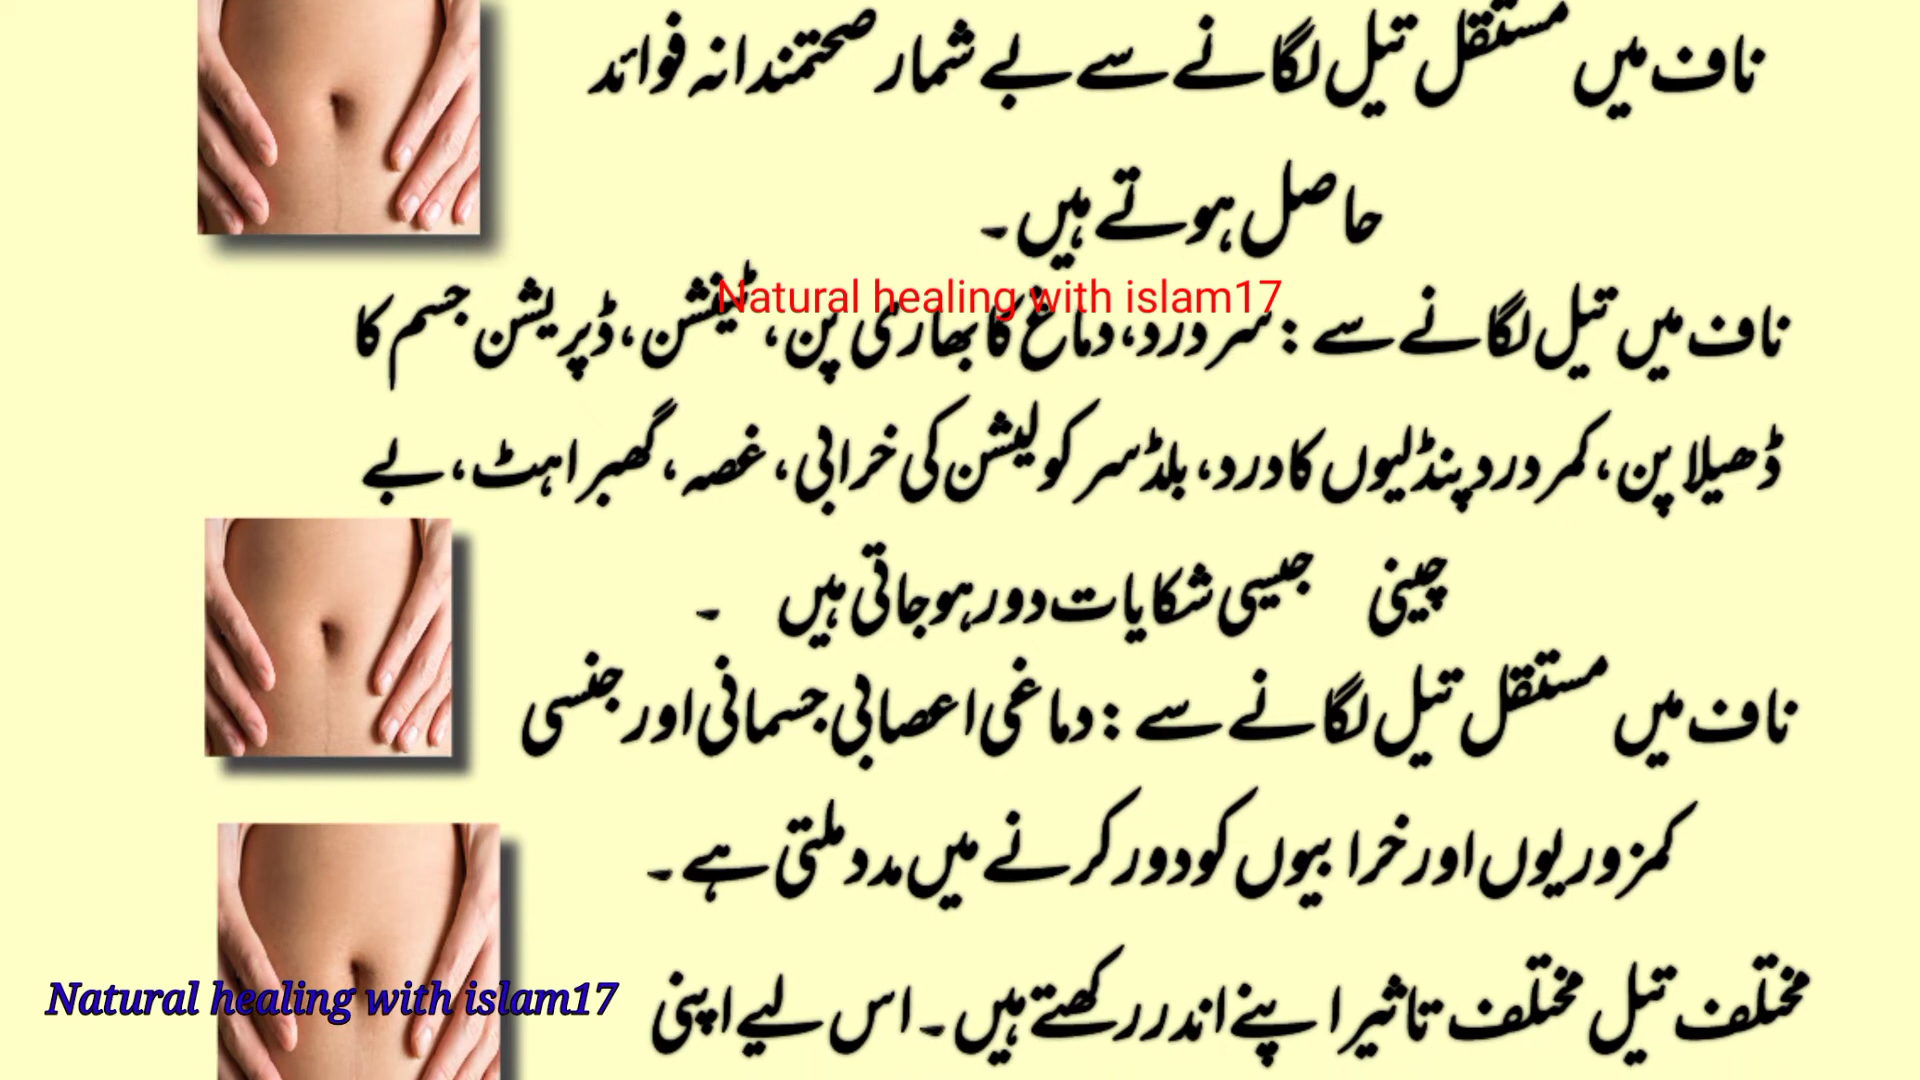 ناف میں مستقل تیل لگانے سے بے شمار صحتمندانہ فوائد
حاصل ہوتے ہیں۔
Natural healing with islam17
ناف میں تیل لگانے سے : سر درد، دماغ کا بھاری پن، ٹینشن، ڈپریشن جسم کا
ڈھیلا پن، کمر درد پنڈلیوں کا درد، بلڈ سر کولیشن کی خرابی، غصہ، گھبراہٹ، بے
چینی جیسی شکایات دور ہو جاتی ہیں ۔
ناف میں مستقل تیل لگانے سے : دماغی اعصابی جسمانی اور جنسی
کمزوریوں اور خرابیوں کو دور کرنے میں مدد ملتی ہے ۔
مختلف تیل مختلف تاثیر اپنے اندر رکھتے ہیں ۔ اس لیے اپنی
Natural healing with islam17